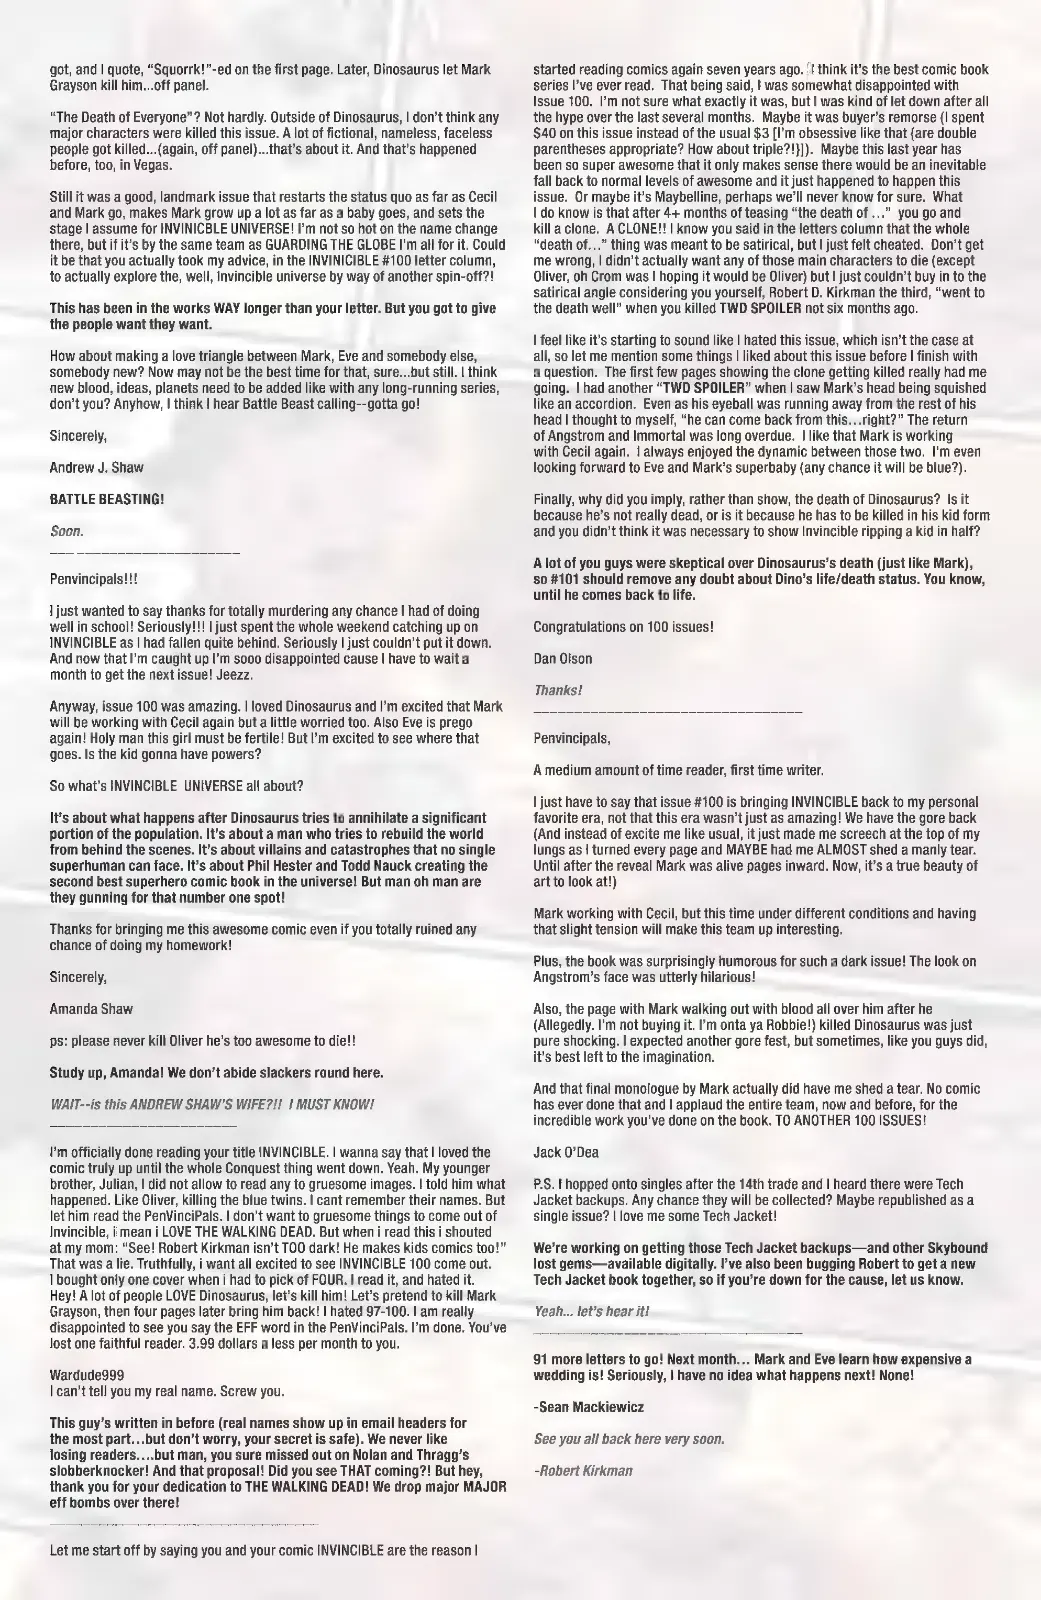 got, and I quote, "Squorrk!"-ed on the first page. Later, Dinosaurus let Mark
Grayson kill him...off panel.
"The Death of Everyone"? Not hardly. Outside of Dinosaurus, I don't think any
major characters were killed this issue. A lot of fictional, nameless, faceless
people got killed...(again, off panel)...that's about it. And that's happened
before, too, in Vegas.
Still it was a good, landmark issue that restarts the status quo as far as Cecil
and Mark go, makes Mark grow up a lot as far as a baby goes, and sets the
stage I assume for INVINICBLE UNIVERSE! I'm not so hot on the name change
there, but if it's by the same team as GUARDING THE GLOBE I'm all for it. Could
it be that you actually took my advice, in the INVINICIBLE #100 letter column,
to actually explore the, well, Invincible universe by way of another spin-off?!
This has been in the works WAY longer than your letter. But you got to give
the people want they want.
How about making a love triangle between Mark, Eve and somebody else,
somebody new? Now may not be the best time for that, sure...but still. I think
new blood, ideas, planets need to be added like with any long-running series,
don't you? Anyhow, I think I hear Battle Beast calling--gotta go!
Sincerely,
Andrew J. Shaw
BATTLE BEASTING!
Soon.
Penvincipals!!!
I just wanted to say thanks for totally murdering any chance I had of doing
well in school! Seriously!!! I just spent the whole weekend catching up on
INVINCIBLE as I had fallen quite behind. Seriously I just couldn't put it down.
And now that I'm caught up I'm sooo disappointed cause I have to wait a
month to get the next issue! Jeezz.
Anyway, issue 100 was amazing. I loved Dinosaurus and I'm excited that Mark
will be working with Cecil again but a little worried too. Also Eve is prego
again! Holy man this girl must be fertile! But I'm excited to see where that
goes. Is the kid gonna have powers?
So what's INVINCIBLE UNIVERSE all about?
It's about what happens after Dinosaurus tries to annihilate a significant
portion of the population. It's about a man who tries to rebuild the world
from behind the scenes. It's about villains and catastrophes that no single
superhuman can face. It's about Phil Hester and Todd Nauck creating the
second best superhero comic book in the universe! But man oh man are
they gunning for that number one spot!
Thanks for bringing me this awesome comic even if you totally ruined any
chance of doing my homework!
Sincerely,
Amanda Shaw
ps: please never kill Oliver he's too awesome to die!!
Study up, Amanda! We don't abide slackers round here.
WAIT--is this ANDREW SHAW'S WIFE?!! I MUST KNOW!
I'm officially done reading your title INVINCIBLE. I wanna say that I loved the
comic truly up until the whole Conquest thing went down. Yeah. My younger
brother, Julian, I did not allow to read any to gruesome images. I told him what
happened. Like Oliver, killing the blue twins. I cant remember their names. But
let him read the PenVinciPals. I don't want to gruesome things to come out of
Invincible, i mean i LOVE THE WALKING DEAD. But when i read this i shouted
at my mom: "See! Robert Kirkman isn't TOO dark! He makes kids comics too!"
That was a lie. Truthfully, i want all excited to see INVINCIBLE 100 come out.
I bought only one cover when i had to pick of FOUR. I read it, and hated it.
Hey! A lot of people LOVE Dinosaurus, let's kill him! Let's pretend to kill Mark
Grayson, then four pages later bring him back! I hated 97-100. I am really
disappointed to see you say the EFF word in the PenVinciPals. I'm done. You've
lost one faithful reader. 3.99 dollars a less per month to you.
Wardude999
I can't tell you my real name. Screw you.
This guy's written in before (real names show up in email headers for
the most part...but don't worry, your secret is safe). We never like
losing readers....but man, you sure missed out on Nolan and Thragg's
slobberknocker! And that proposal! Did you see THAT coming?! But hey,
thank you for your dedication to THE WALKING DEAD! We drop major MAJOR
eff bombs over there!
Let me start off by saying you and your comic INVINCIBLE are the reason I
started reading comics again seven years ago. I think it's the best comic book
series I've ever read. That being said, I was somewhat disappointed with
Issue 100. I'm not sure what exactly it was, but I was kind of let down after all
the hype over the last several months. Maybe it was buyer's remorse (I spent
$40 on this issue instead of the usual $3 [I'm obsessive like that {are double
parentheses appropriate? How about triple?!}]). Maybe this last year has
been so super awesome that it only makes sense there would be an inevitable
fall back to normal levels of awesome and it just happened to happen this
issue. Or maybe it's Maybelline, perhaps we'll never know for sure. What
I do know is that after 4+ months of teasing "the death of ..." you go and
kill a clone. A CLONE!! I know you said in the letters column that the whole
"death of..." thing was meant to be satirical, but I just felt cheated. Don't get
me wrong, I didn't actually want any of those main characters to die (except
Oliver, oh Crom was I hoping it would be Oliver) but I just couldn't buy in to the
satirical angle considering you yourself, Robert D. Kirkman the third, "went to
the death well" when you killed TWD SPOILER not six months ago.
I feel like it's starting to sound like I hated this issue, which isn't the case at
all, so let me mention some things I liked about this issue before I finish with
a question. The first few pages showing the clone getting killed really had me
going. I had another "TWD SPOILER" when I saw Mark's head being squished
like an accordion. Even as his eyeball was running away from the rest of his
head I thought to myself, "he can come back from this...right?" The return
of Angstrom and Immortal was long overdue. I like that Mark is working
with Cecil again. I always enjoyed the dynamic between those two. I'm even
looking forward to Eve and Mark's superbaby (any chance it will be blue?).
Finally, why did you imply, rather than show, the death of Dinosaurus? Is it
because he's not really dead, or is it because he has to be killed in his kid form
and you didn't think it was necessary to show Invincible ripping a kid in half?
A lot of you guys were skeptical over Dinosaurus's death (just like Mark),
so #101 should remove any doubt about Dino's life/death status. You know,
until he comes back to life.
Congratulations on 100 issues!
Dan Olson
Thanks!
Penvincipals,
A medium amount of time reader, first time writer.
I just have to say that issue #100 is bringing INVINCIBLE back to my personal
favorite era, not that this era wasn't just as amazing! We have the gore back
(And instead of excite me like usual, it just made me screech at the top of my
lungs as I turned every page and MAYBE had me ALMOST shed a manly tear.
Until after the reveal Mark was alive pages inward. Now, it's a true beauty of
art to look at!)
Mark working with Cecil, but this time under different conditions and having
that slight tension will make this team up interesting.
Plus, the book was surprisingly humorous for such a dark issue! The look on
Angstrom's face was utterly hilarious!
Also, the page with Mark walking out with blood all over him after he
(Allegedly. I'm not buying it. I'm onta ya Robbie!) killed Dinosaurus was just
pure shocking. I expected another gore fest, but sometimes, like you guys did,
it's best left to the imagination.
And that final monologue by Mark actually did have me shed a tear. No comic
has ever done that and I applaud the entire team, now and before, for the
incredible work you've done on the book. TO ANOTHER 100 ISSUES!
Jack O'Dea
P.S. I hopped onto singles after the 14th trade and I heard there were Tech
Jacket backups. Any chance they will be collected? Maybe republished as a
single issue? I love me some Tech Jacket!
We're working on getting those Tech Jacket backups—and other Skybound
lost gems—available digitally. I've also been bugging Robert to get a new
Tech Jacket book together, so if you're down for the cause, let us know.
Yeah... let's hear it!
91 more letters to go! Next month... Mark and Eve learn how expensive a
wedding is! Seriously, I have no idea what happens next! None!
-Sean Mackiewicz
See you all back here very soon.
-Robert Kirkman